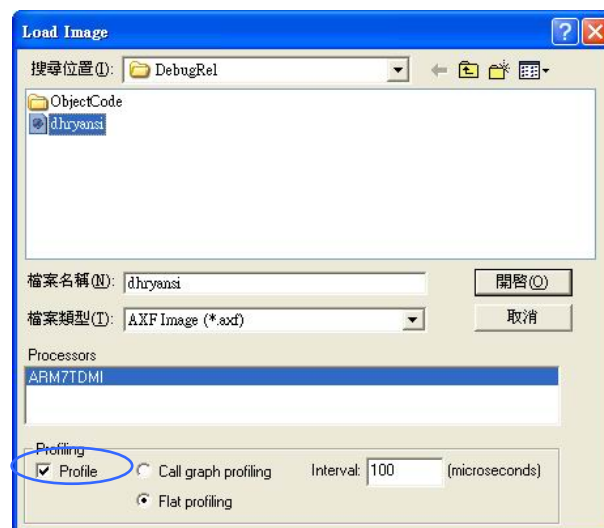 Load Image
搜尋位置(I): DebugRel
ObjectCode
dhryansi
檔案名稱(N): dhryansi 開啓(O)
檔案類型(T): AXF Image (*.axf) 取消
Processors
ARM7TDMI
Profiling
Profile Call graph profiling Interval: 100 (microseconds)
Flat profiling